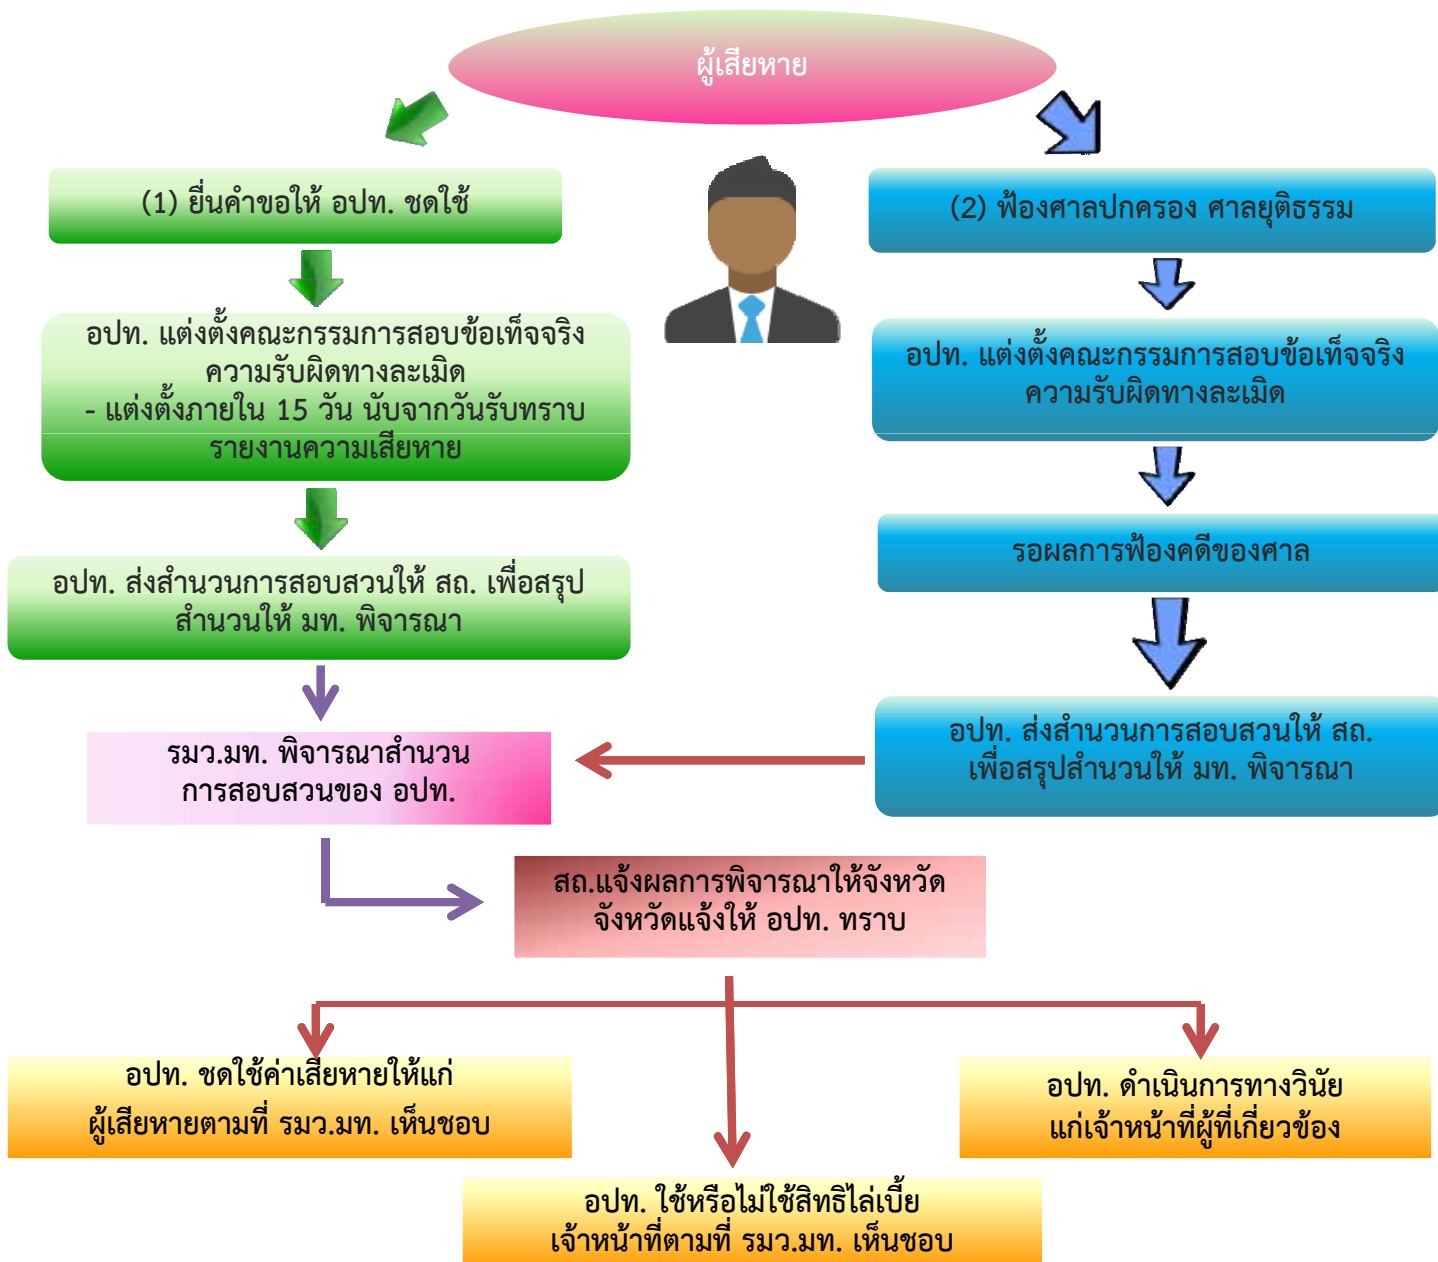 ผู้เสียหาย
(1) ยื่นคำขอให้ อปท. ชดใช้
(2) ฟ้องศาลปกครอง ศาลยุติธรรม
อปท. แต่งตั้งคณะกรรมการสอบข้อเท็จจริง
ความรับผิดทางละเมิด
- แต่งตั้งภายใน 15 วัน นับจากวันรับทราบ
รายงานความเสียหาย
อปท. แต่งตั้งคณะกรรมการสอบข้อเท็จจริง
ความรับผิดทางละเมิด
รอผลการฟ้องคดีของศาล
อปท. ส่งสำนวนการสอบสวนให้ สถ. เพื่อสรุป
สำนวนให้ มท. พิจารณา
อปท. ส่งสำนวนการสอบสวนให้ สถ.
เพื่อสรุปสำนวนให้ มท. พิจารณา
รมว.มท. พิจารณาสำนวน
การสอบสวนของ อปท.
สถ.แจ้งผลการพิจารณาให้จังหวัด
จังหวัดแจ้งให้ อปท. ทราบ
อปท. ชดใช้ค่าเสียหายให้แก่
ผู้เสียหายตามที่ รมว.มท. เห็นชอบ
อปท. ดำเนินการทางวินัย
แก่เจ้าหน้าที่ผู้ที่เกี่ยวข้อง
อปท. ใช้หรือไม่ใช้สิทธิไล่เบี้ย
เจ้าหน้าที่ตามที่ รมว.มท. เห็นชอบ